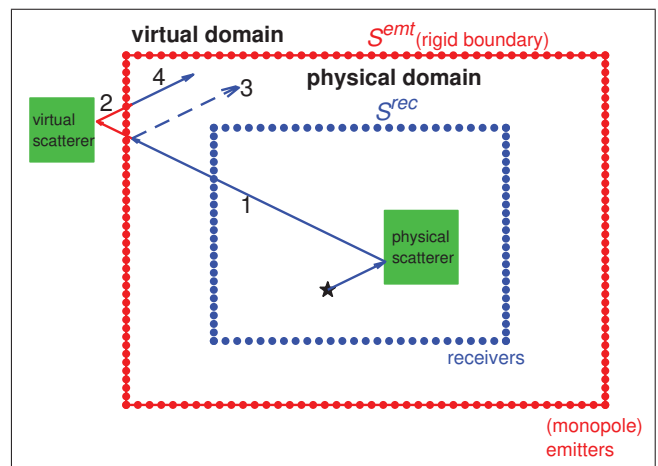 virtual domain
S^emt (rigid boundary)
4
physical domain
2
3
S^rec
virtual
scatterer
1
physical
scatterer
receivers
(monopole)
emitters